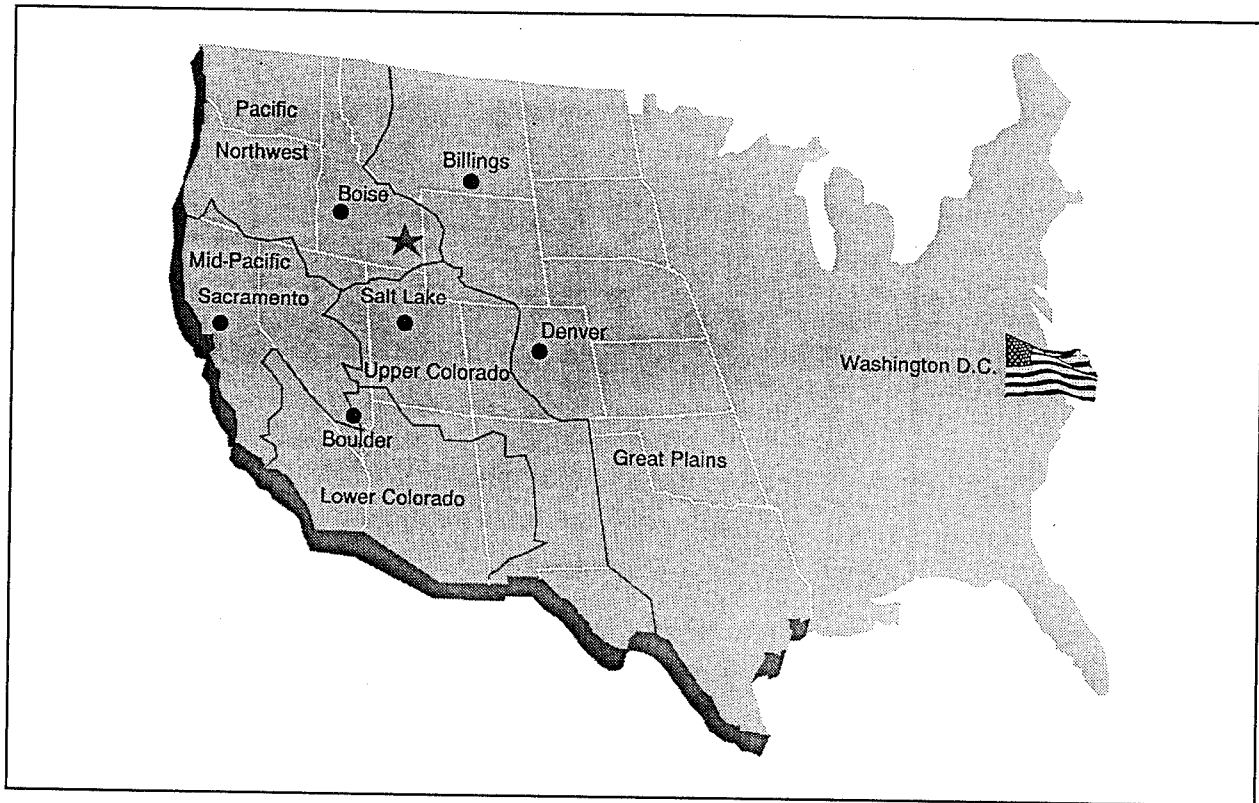 Pacific
Northwest
Billings
Boise
Mid-Pacific
Sacramento
Salt Lake
Denver
Washington D.C.
Upper Colorado
Boulder
Great Plains
Lower Colorado